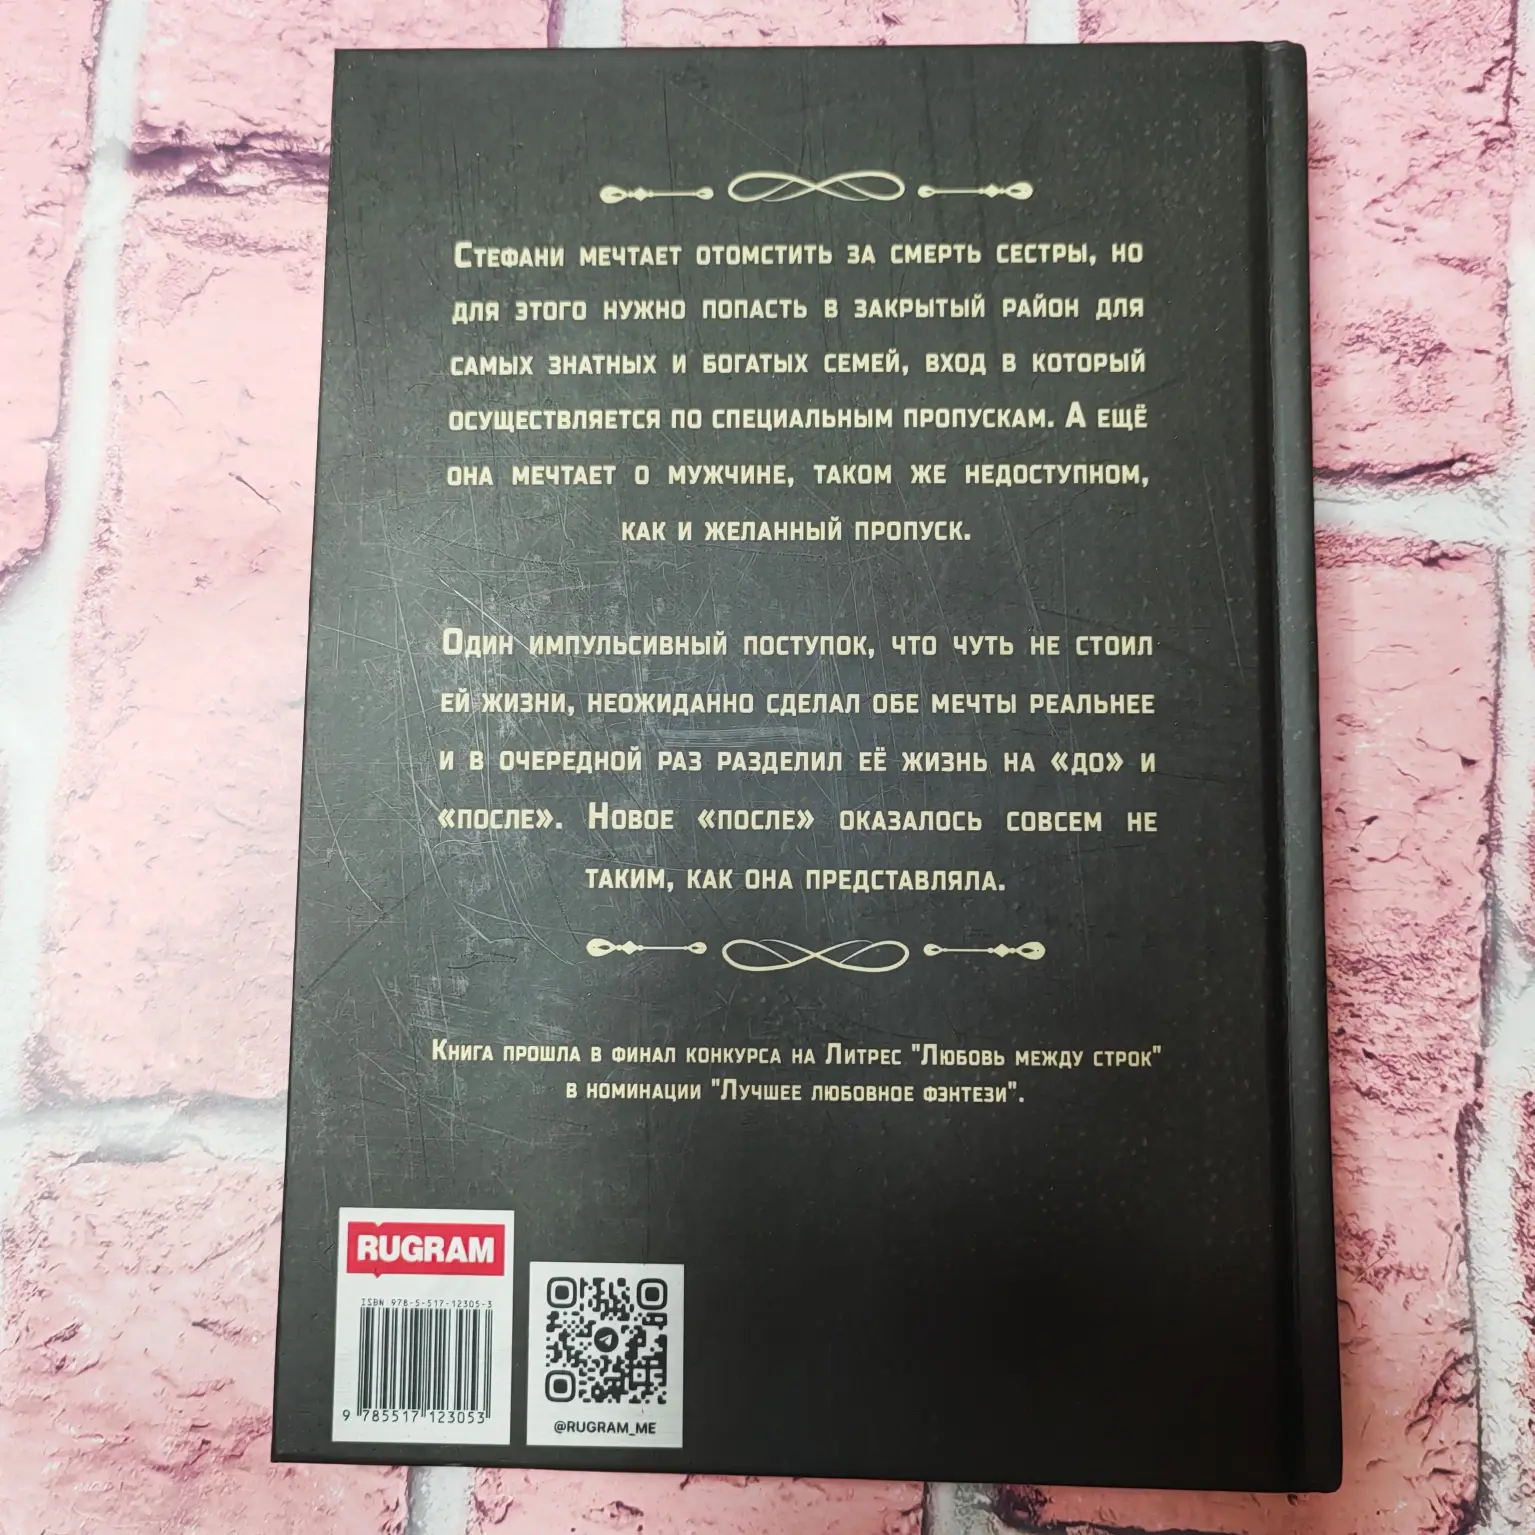 Стефани мечтает отомстить за смерть сестры, но
для этого нужно попасть в закрытый район для
самых знатных и богатых семей, вход в который
осуществляется по специальным пропускам. А ещё
она мечтает о мужчине, таком же недоступном,
как и желанный пропуск.
Один импульсивный поступок, что чуть не стоил
ей жизни, неожиданно сделал обе мечты реальнее
и в очередной раз разделил её жизнь на «до» и
«после». Новое «после» оказалось совсем не
таким, как она представляла.
Книга прошла в финал конкурса на Литрес "Любовь между строк"
в номинации "Лучшее любовное фэнтези".
RUGRAM
ISBN 978-5-517-12305-3
9 785517 123053
@RUGRAM_ME